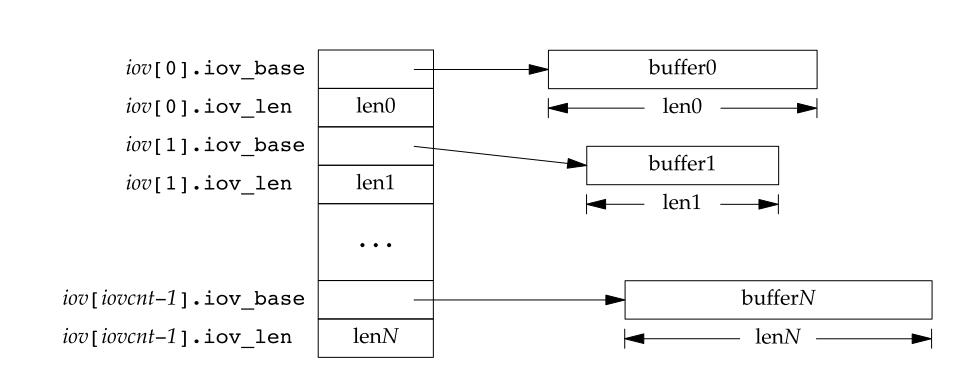 iov[0].iov_base buffer0
iov[0].iov_len len0 len0
iov[1].iov_base buffer1
iov[1].iov_len len1 len1
...
iov[iovcnt–1].iov_base bufferN
iov[iovcnt–1].iov_len lenN lenN